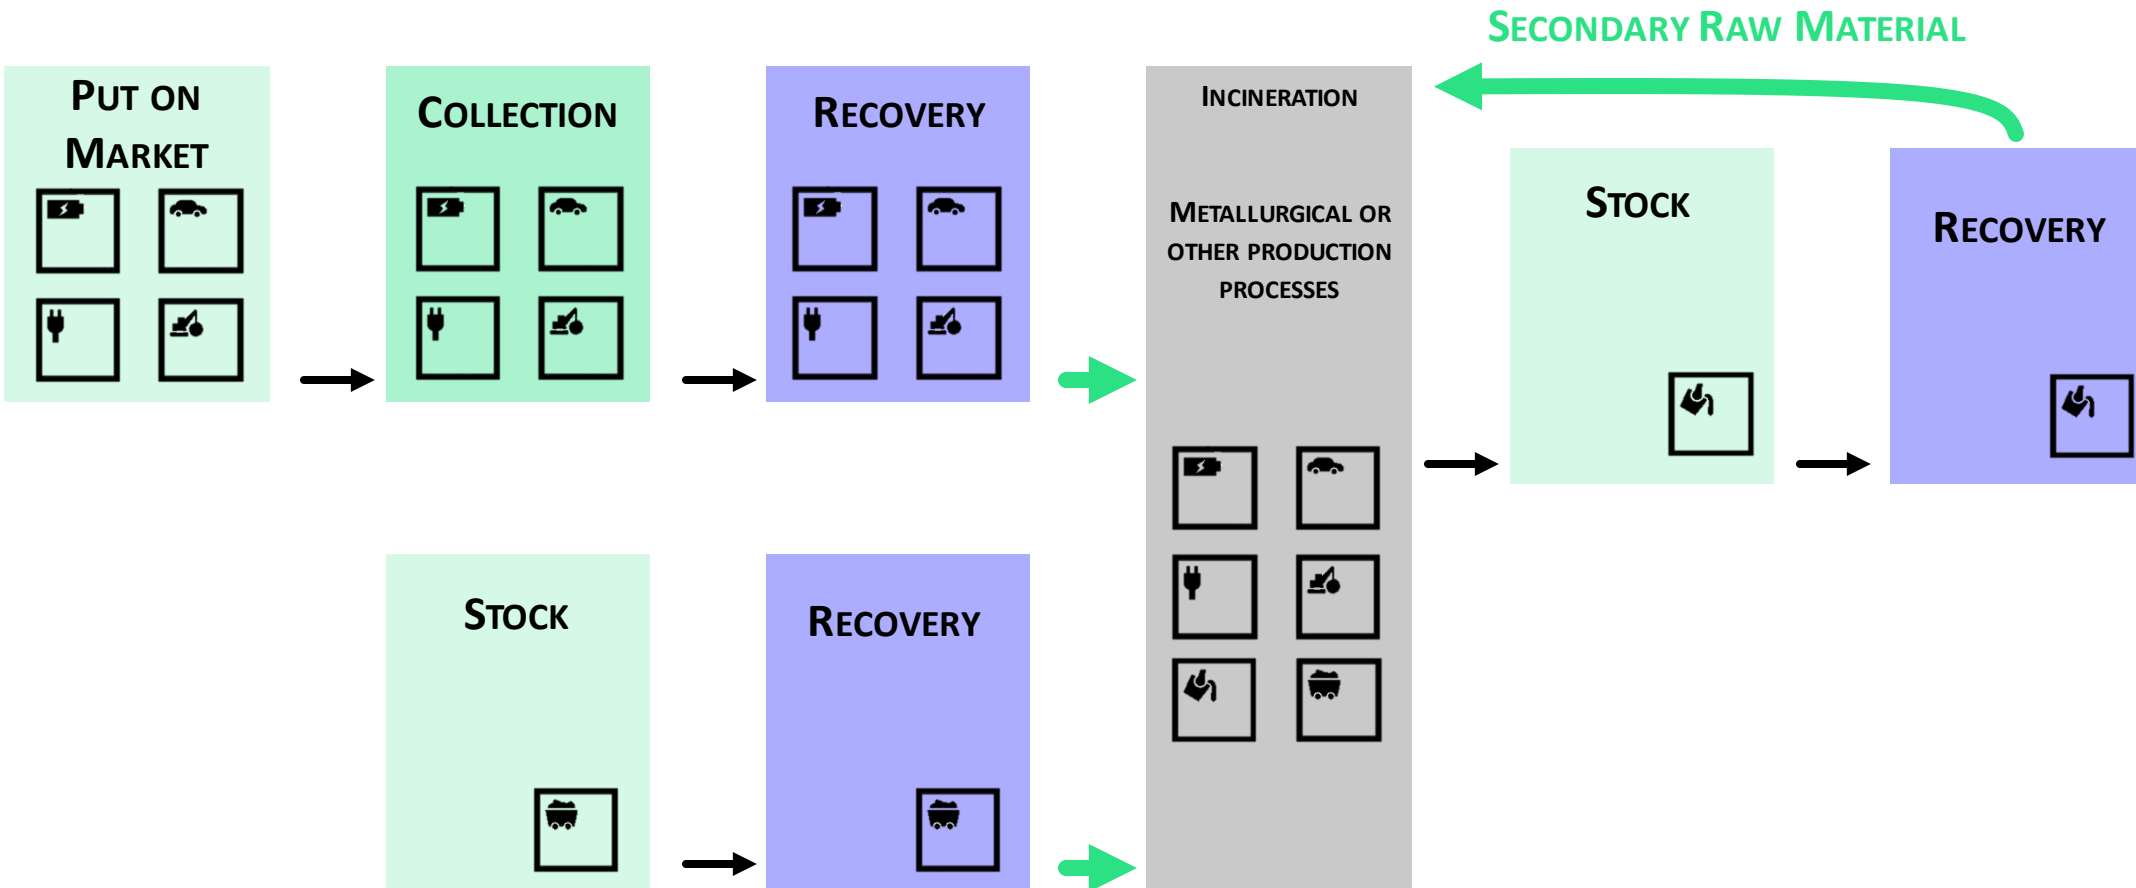 SECONDARY RAW MATERIAL
PUT ON
MARKET
COLLECTION
RECOVERY
INCINERATION
METALLURGICAL OR
OTHER PRODUCTION
PROCESSES
STOCK
RECOVERY
STOCK
RECOVERY